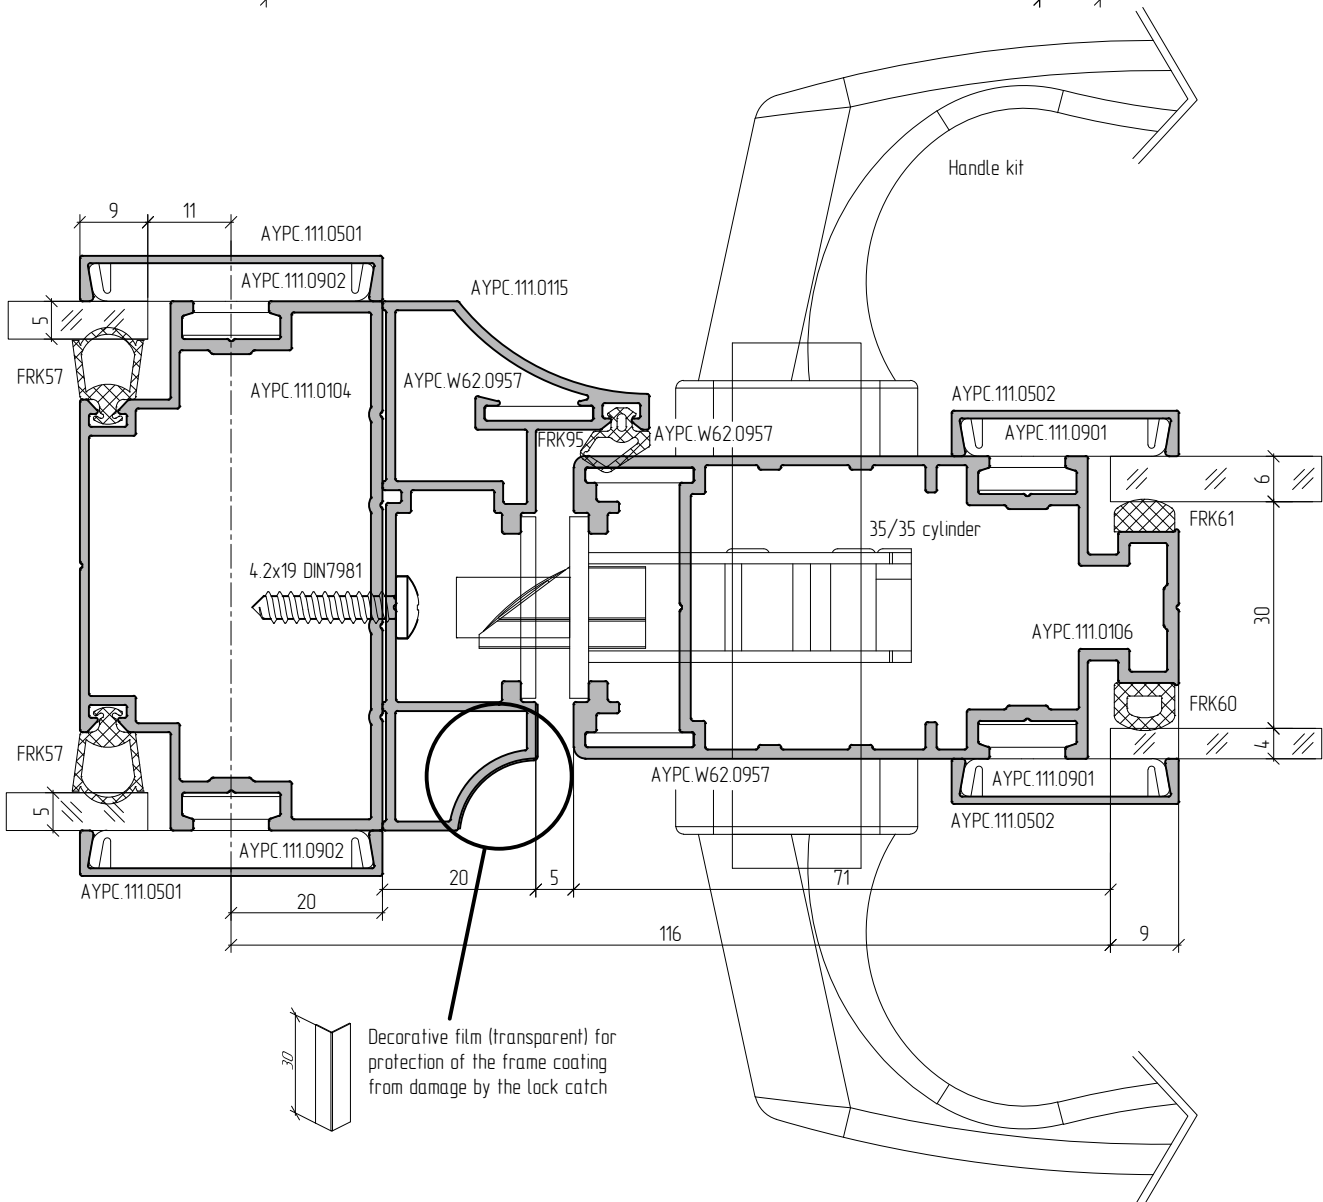 Handle kit
9
11
AYPC.111.0501
AYPC.111.0902
AYPC.111.0115
5
FRK57
AYPC.111.0104
AYPC.W62.0957
AYPC.111.0502
FRK95
AYPC.W62.0957
AYPC.111.0901
6
FRK61
35/35 cylinder
4.2x19 DIN7981
30
AYPC.111.0106
FRK60
FRK57
4
AYPC.W62.0957
AYPC.111.0901
5
AYPC.111.0502
AYPC.111.0902
AYPC.111.0501
20
5
71
20
116
9
30
Decorative film (transparent) for
protection of the frame coating
from damage by the lock catch